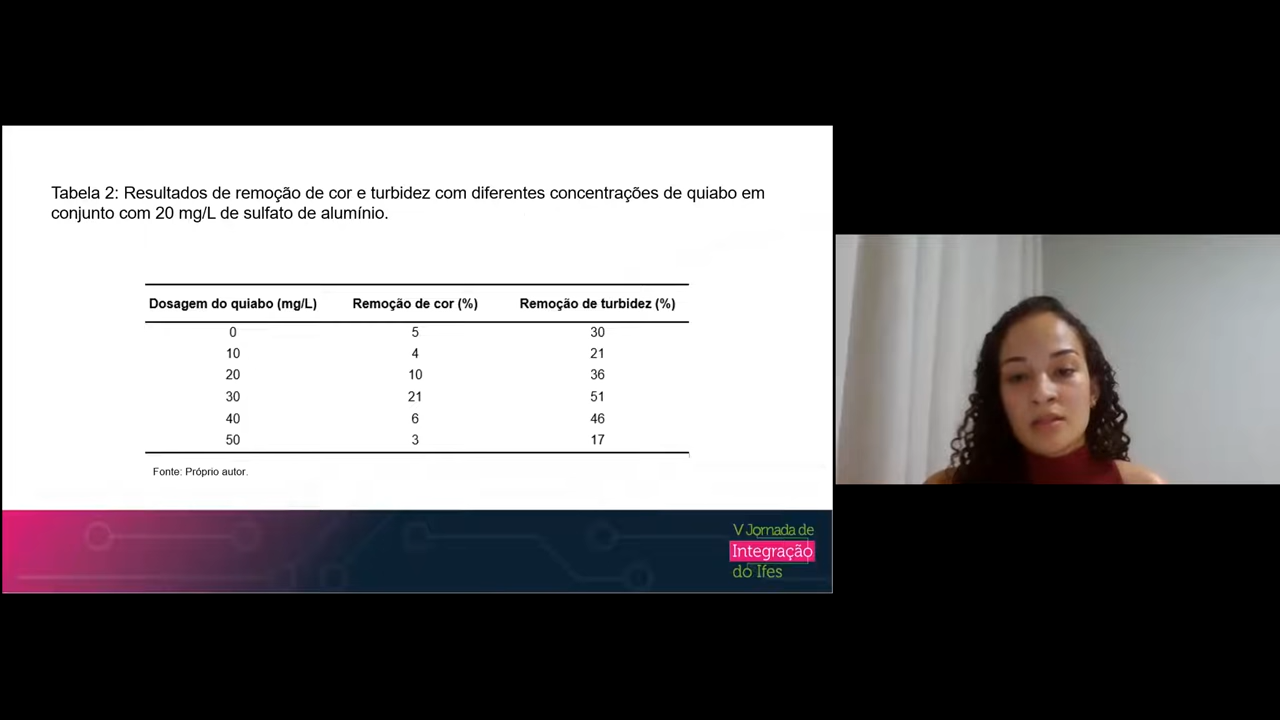 Tabela 2: Resultados de remoção de cor e turbidez com diferentes concentrações de quiabo em
conjunto com 20 mg/L de sulfato de alumínio.
Dosagem do quiabo (mg/L) Remoção de cor (%) Remoção de turbidez (%)
0 5 30
10 4 21
20 10 36
30 21 51
40 6 46
50 3 17
Fonte: Próprio autor.
V Jornada de
Integração
do Ifes